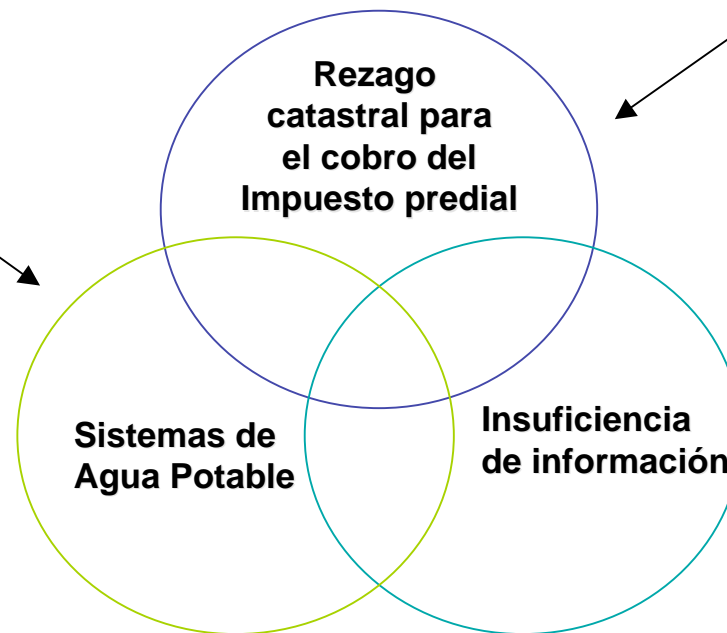 Rezago
catastral para
el cobro del
Impuesto predial
Sistemas de
Agua Potable
Insuficiencia
de información